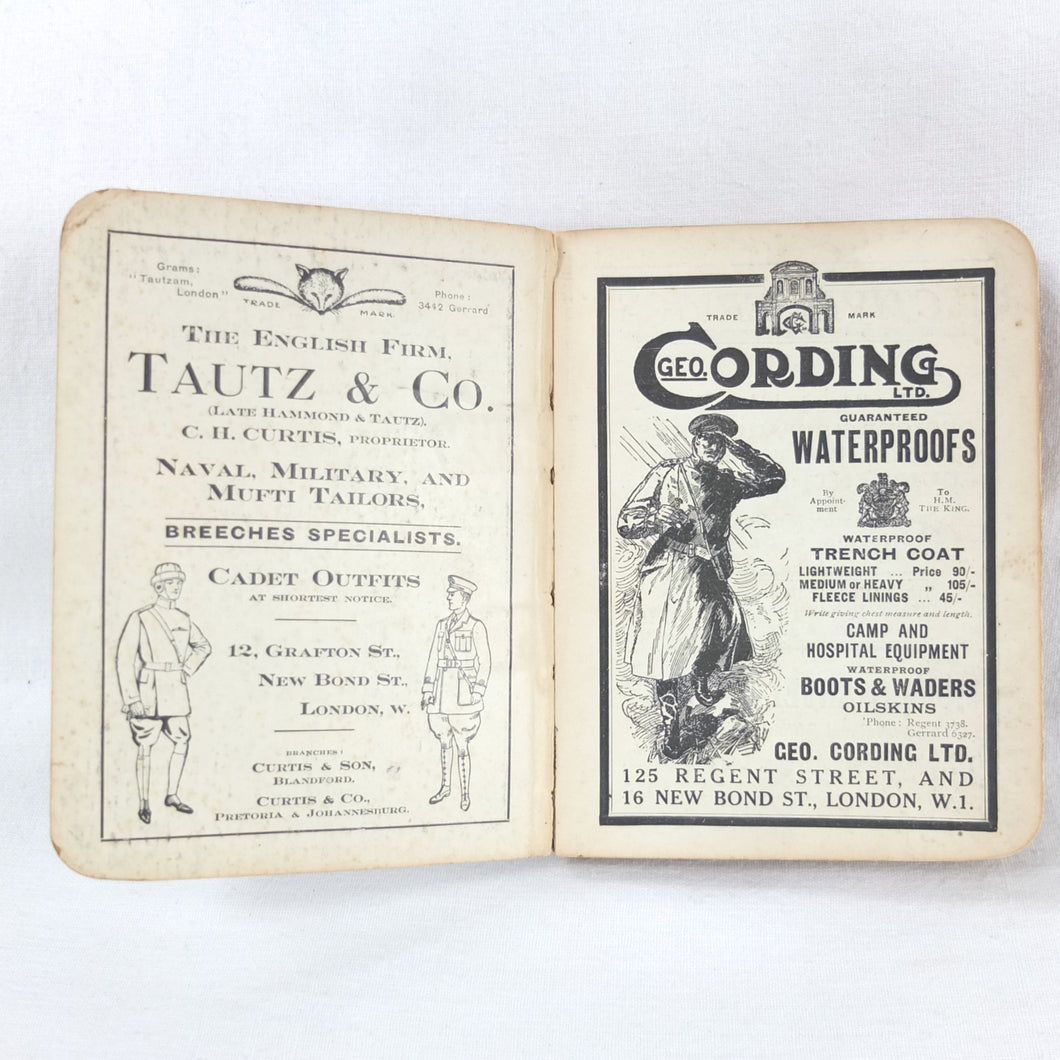 Grams:
"Tautzam,
London"
TRADE MARK.
Phone:
3442 Gerrard
THE ENGLISH FIRM,
TAUTZ & CO.
(LATE HAMMOND & TAUTZ).
C. H. CURTIS, PROPRIETOR.
NAVAL, MILITARY, AND
MUFTI TAILORS,
BREECHES SPECIALISTS.
CADET OUTFITS
AT SHORTEST NOTICE.
12, GRAFTON ST.,
NEW BOND ST.,
LONDON, W.
BRANCHES:
CURTIS & SON,
BLANDFORD.
CURTIS & CO.,
PRETORIA & JOHANNESBURG.
TRADE MARK
GEO. CORDING
LTD.
GUARANTEED
WATERPROOFS
By
Appoint-
ment
To
H.M.
THE KING.
WATERPROOF
TRENCH COAT
LIGHTWEIGHT ... Price 90/-
MEDIUM or HEAVY „ 105/-
FLEECE LININGS ... 45/-
Write giving chest measure and length.
CAMP AND
HOSPITAL EQUIPMENT
WATERPROOF
BOOTS & WADERS
OILSKINS
'Phone: Regent 3738.
Gerrard 6327.
GEO. CORDING LTD.
125 REGENT STREET, AND
16 NEW BOND ST., LONDON, W.1.